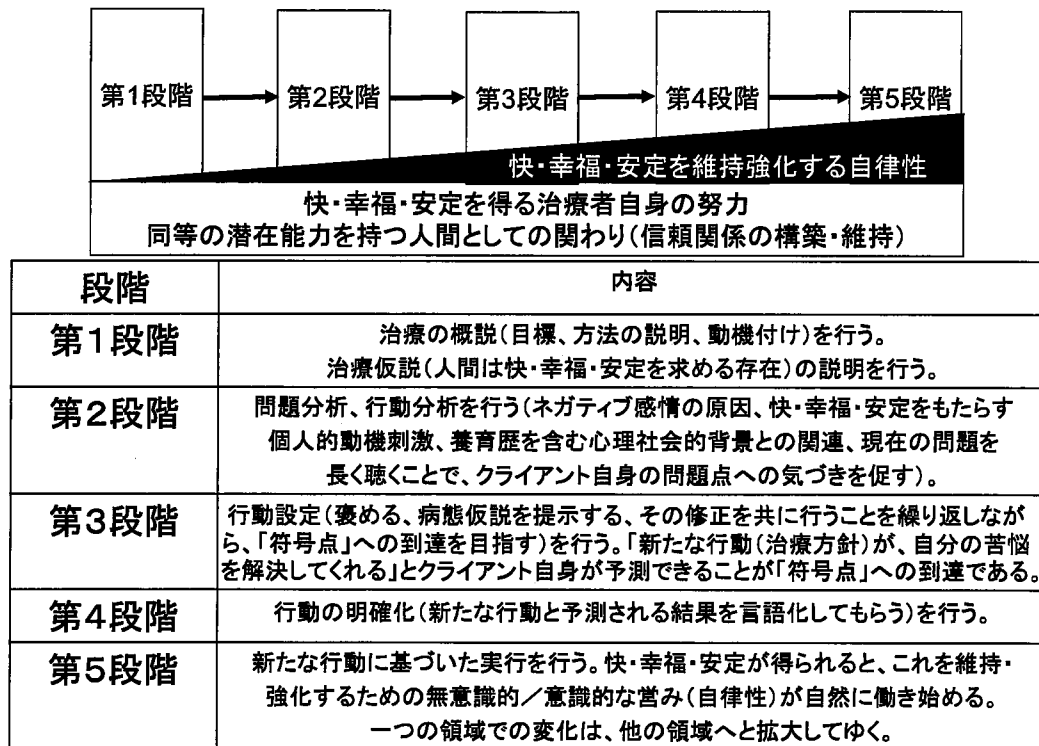 第1段階 第2段階 第3段階 第4段階 第5段階
快・幸福・安定を維持強化する自律性
快・幸福・安定を得る治療者自身の努力
同等の潜在能力を持つ人間としての関わり(信頼関係の構築・維持)
段階 内容
第1段階
治療の概説(目標、方法の説明、動機付け)を行う。
治療仮説(人間は快・幸福・安定を求める存在)の説明を行う。
第2段階
問題分析、行動分析を行う(ネガティブ感情の原因、快・幸福・安定をもたらす
個人的動機刺激、養育歴を含む心理社会的背景との関連、現在の問題を
長く聴くことで、クライアント自身の問題点への気づきを促す)。
第3段階
行動設定(褒める、病態仮説を提示する、その修正を共に行うことを繰り返しなが
ら、「符号点」への到達を目指す)を行う。「新たな行動(治療方針)が、自分の苦悩
を解決してくれる」とクライアント自身が予測できることが「符号点」への到達である。
第4段階
行動の明確化(新たな行動と予測される結果を言語化してもらう)を行う。
第5段階
新たな行動に基づいた実行を行う。快・幸福・安定が得られると、これを維持・
強化するための無意識的/意識的な営み(自律性)が自然に働き始める。
一つの領域での変化は、他の領域へと拡大してゆく。